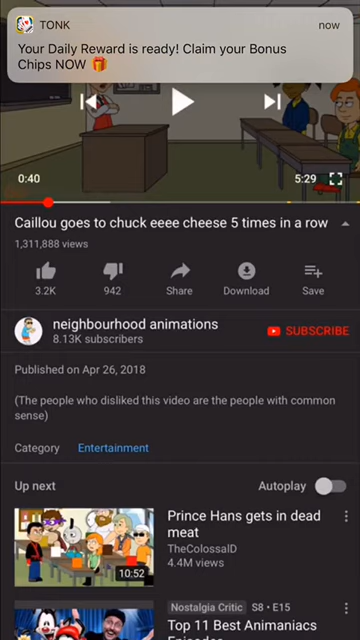 TONK
now
Your Daily Reward is ready! Claim your Bonus
Chips NOW 🎁
0:40
5:29
Caillou goes to chuck eeee cheese 5 times in a row
1,311,888 views
3.2K
942
Share
Download
Save
neighbourhood animations
8.13K subscribers
SUBSCRIBE
Published on Apr 26, 2018
(The people who disliked this video are the people with common
sense)
Category
Entertainment
Up next
Autoplay
10:52
Prince Hans gets in dead
meat
TheColossalD
4.4M views
Nostalgia Critic S8 • E15
Top 11 Best Animaniacs
Episodes